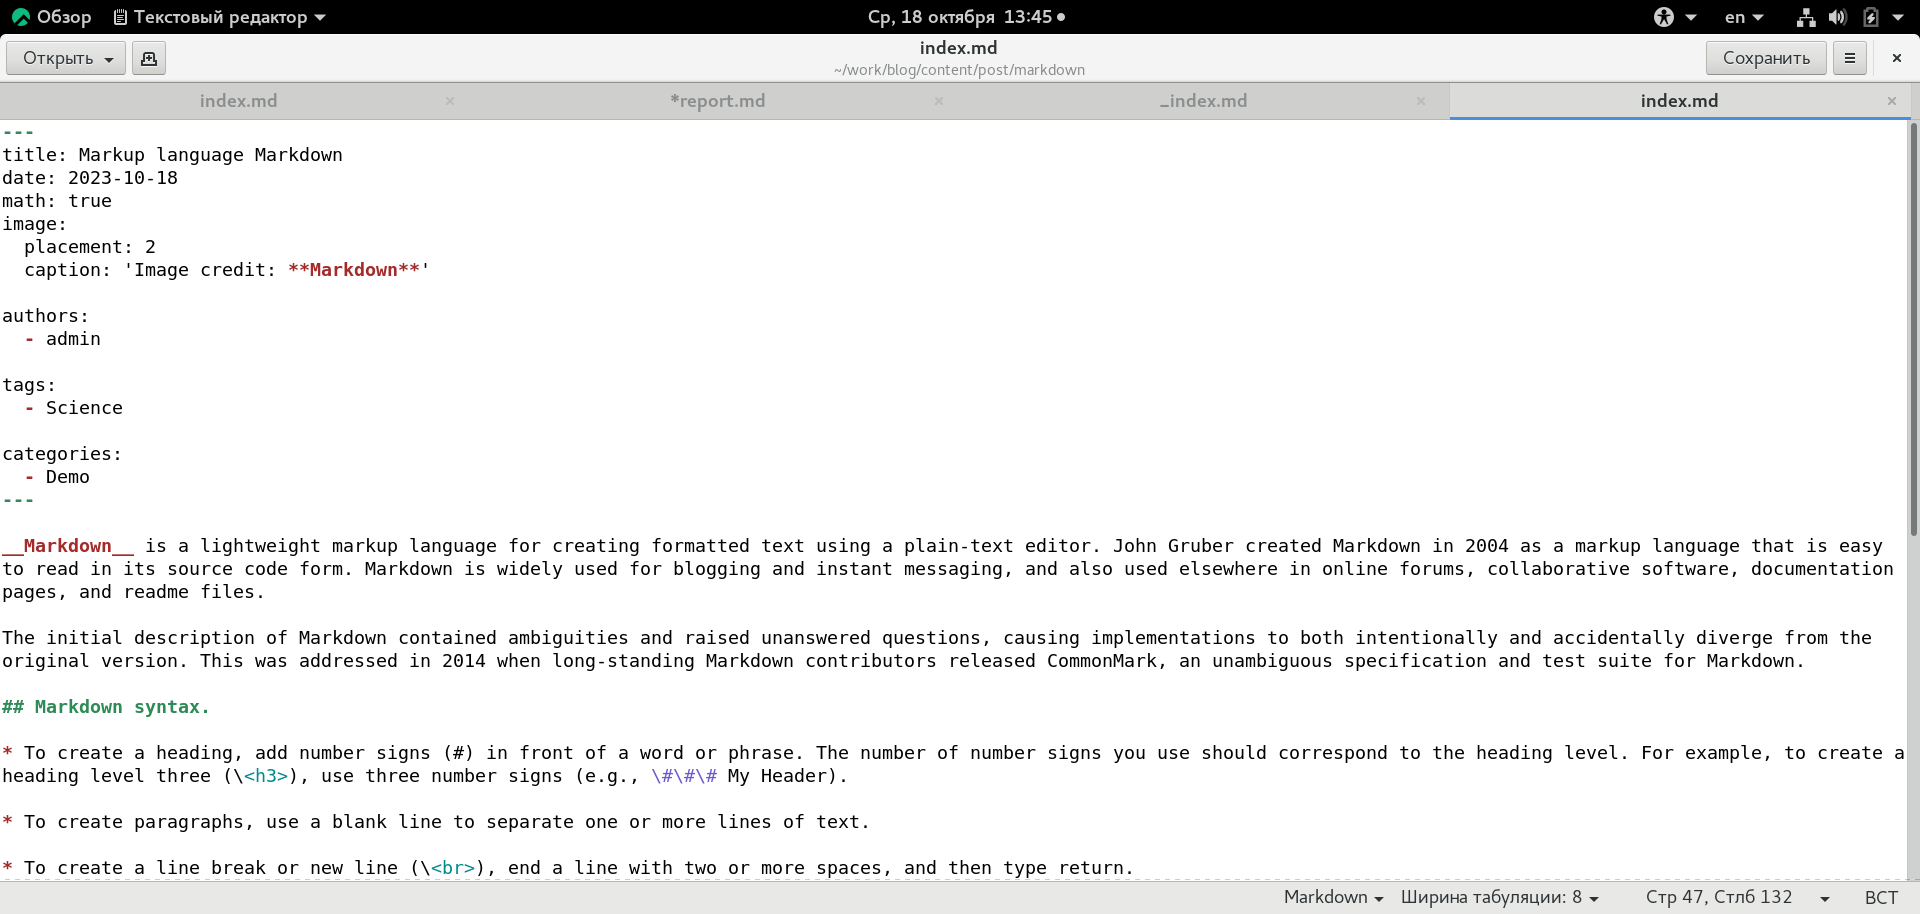 Обзор Текстовый редактор Ср, 18 октября 13:45 en
Открыть index.md Сохранить
~/work/blog/content/post/markdown
index.md *report.md _index.md index.md
---
title: Markup language Markdown
date: 2023-10-18
math: true
image:
  placement: 2
  caption: 'Image credit: **Markdown**'

authors:
  - admin

tags:
  - Science

categories:
  - Demo
---

__Markdown__ is a lightweight markup language for creating formatted text using a plain-text editor. John Gruber created Markdown in 2004 as a markup language that is easy
to read in its source code form. Markdown is widely used for blogging and instant messaging, and also used elsewhere in online forums, collaborative software, documentation
pages, and readme files.

The initial description of Markdown contained ambiguities and raised unanswered questions, causing implementations to both intentionally and accidentally diverge from the
original version. This was addressed in 2014 when long-standing Markdown contributors released CommonMark, an unambiguous specification and test suite for Markdown.

## Markdown syntax.

* To create a heading, add number signs (#) in front of a word or phrase. The number of number signs you use should correspond to the heading level. For example, to create a
heading level three (\<h3>), use three number signs (e.g., \#\#\# My Header).

* To create paragraphs, use a blank line to separate one or more lines of text.

* To create a line break or new line (\<br>), end a line with two or more spaces, and then type return.
Markdown Ширина табуляции: 8 Стр 47, Стлб 132 ВСТ